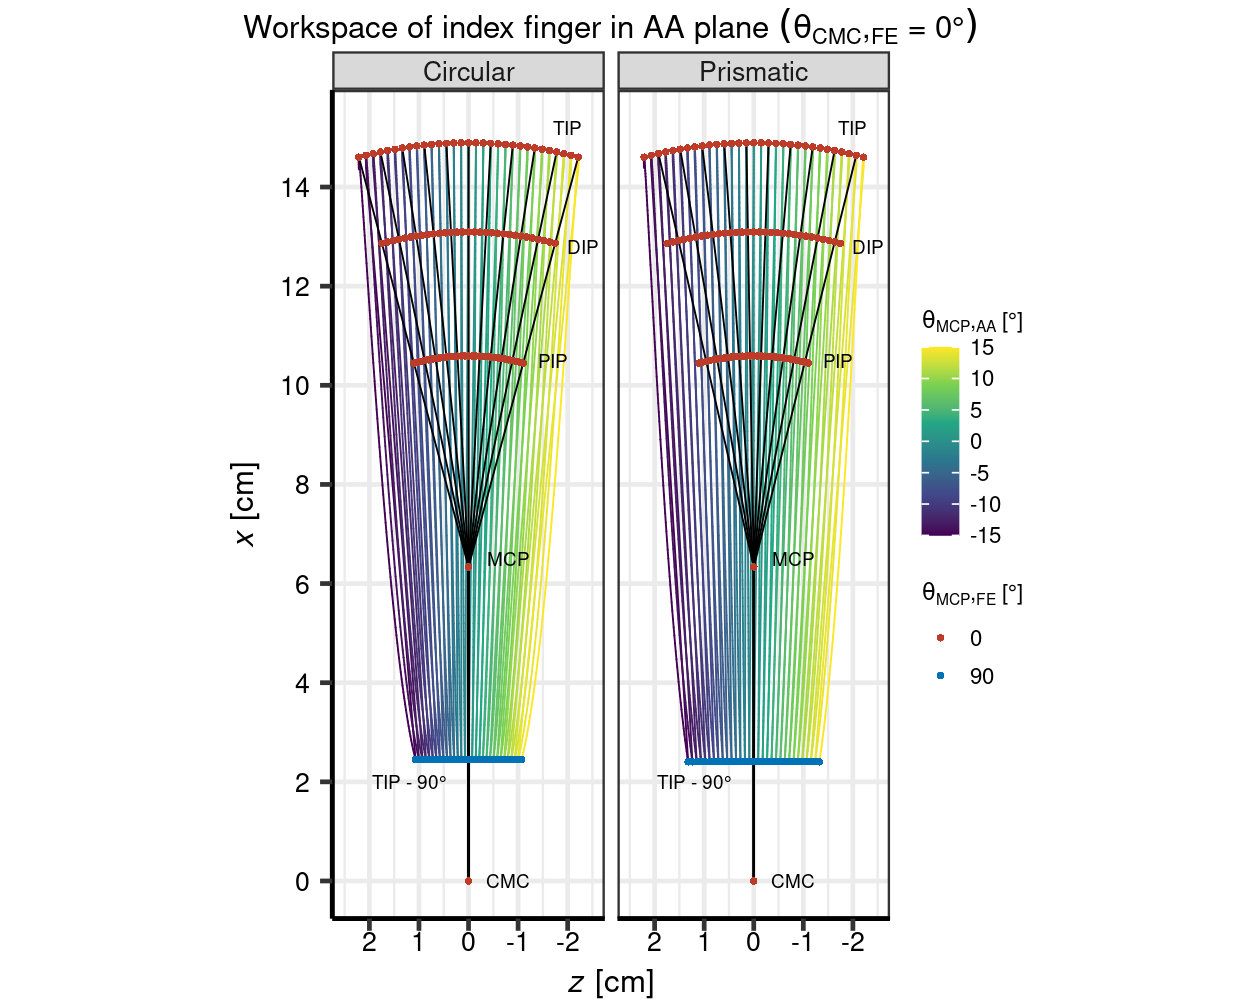 Workspace of index finger in AA plane (θCMC,FE = 0°)
Circular
Prismatic
TIP
TIP
14
DIP
DIP
12
PIP
PIP
10
8
MCP
MCP
6
4
2
TIP - 90°
TIP - 90°
0
CMC
CMC
x [cm]
2 1 0 -1 -2
2 1 0 -1 -2
z [cm]
θMCP,AA [°]
15
10
5
0
-5
-10
-15
θMCP,FE [°]
0
90